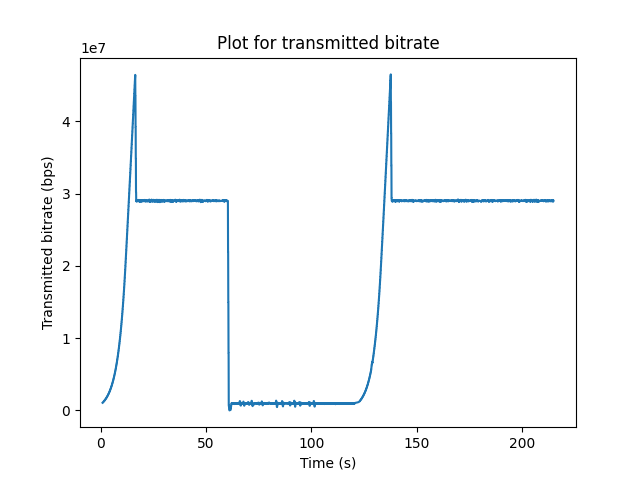 Plot for transmitted bitrate
1e7
4
3
2
1
0
Transmitted bitrate (bps)
0 50 100 150 200
Time (s)